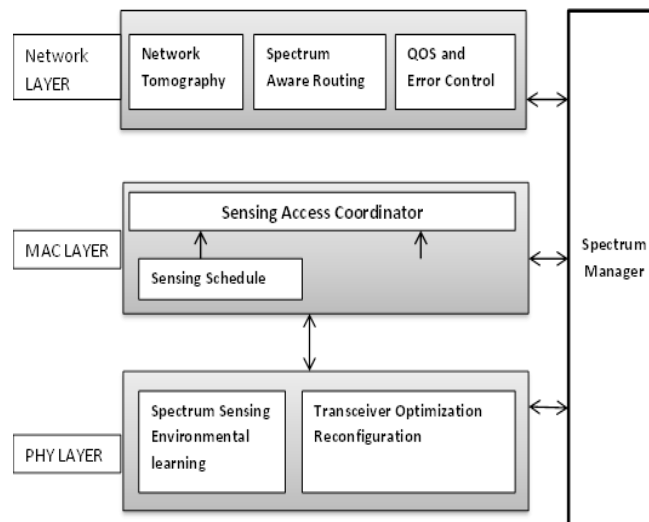 Network
LAYER
Network
Tomography
Spectrum
Aware Routing
QOS and
Error Control
MAC LAYER
Sensing Access Coordinator
Sensing Schedule
Spectrum
Manager
PHY LAYER
Spectrum Sensing
Environmental
learning
Transceiver Optimization
Reconfiguration